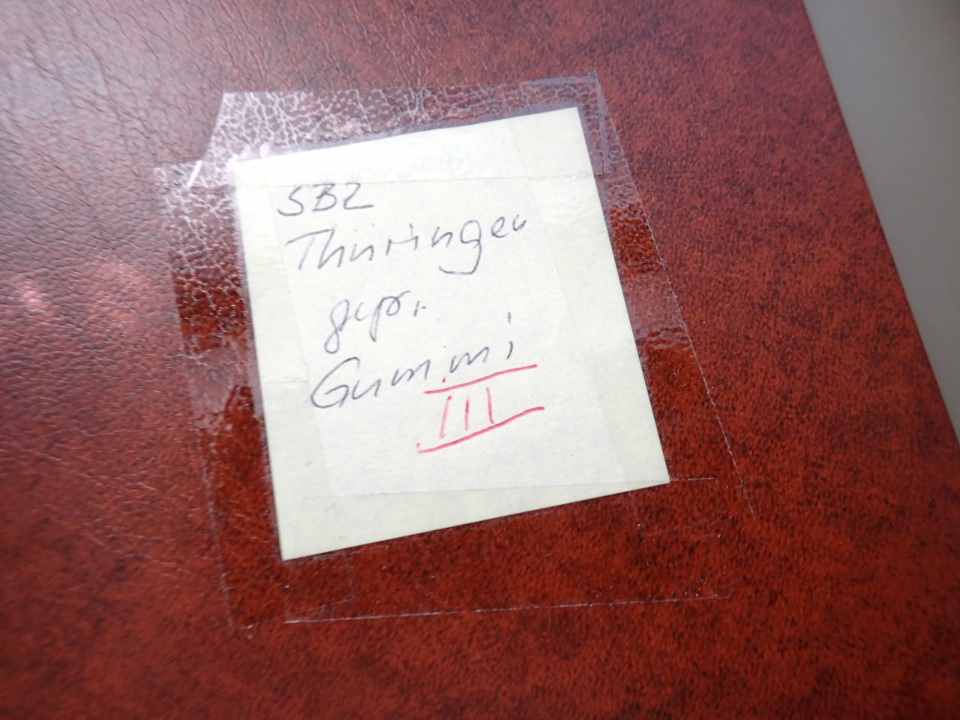 SBZ
Thüringen
gepr.
Gummi
III